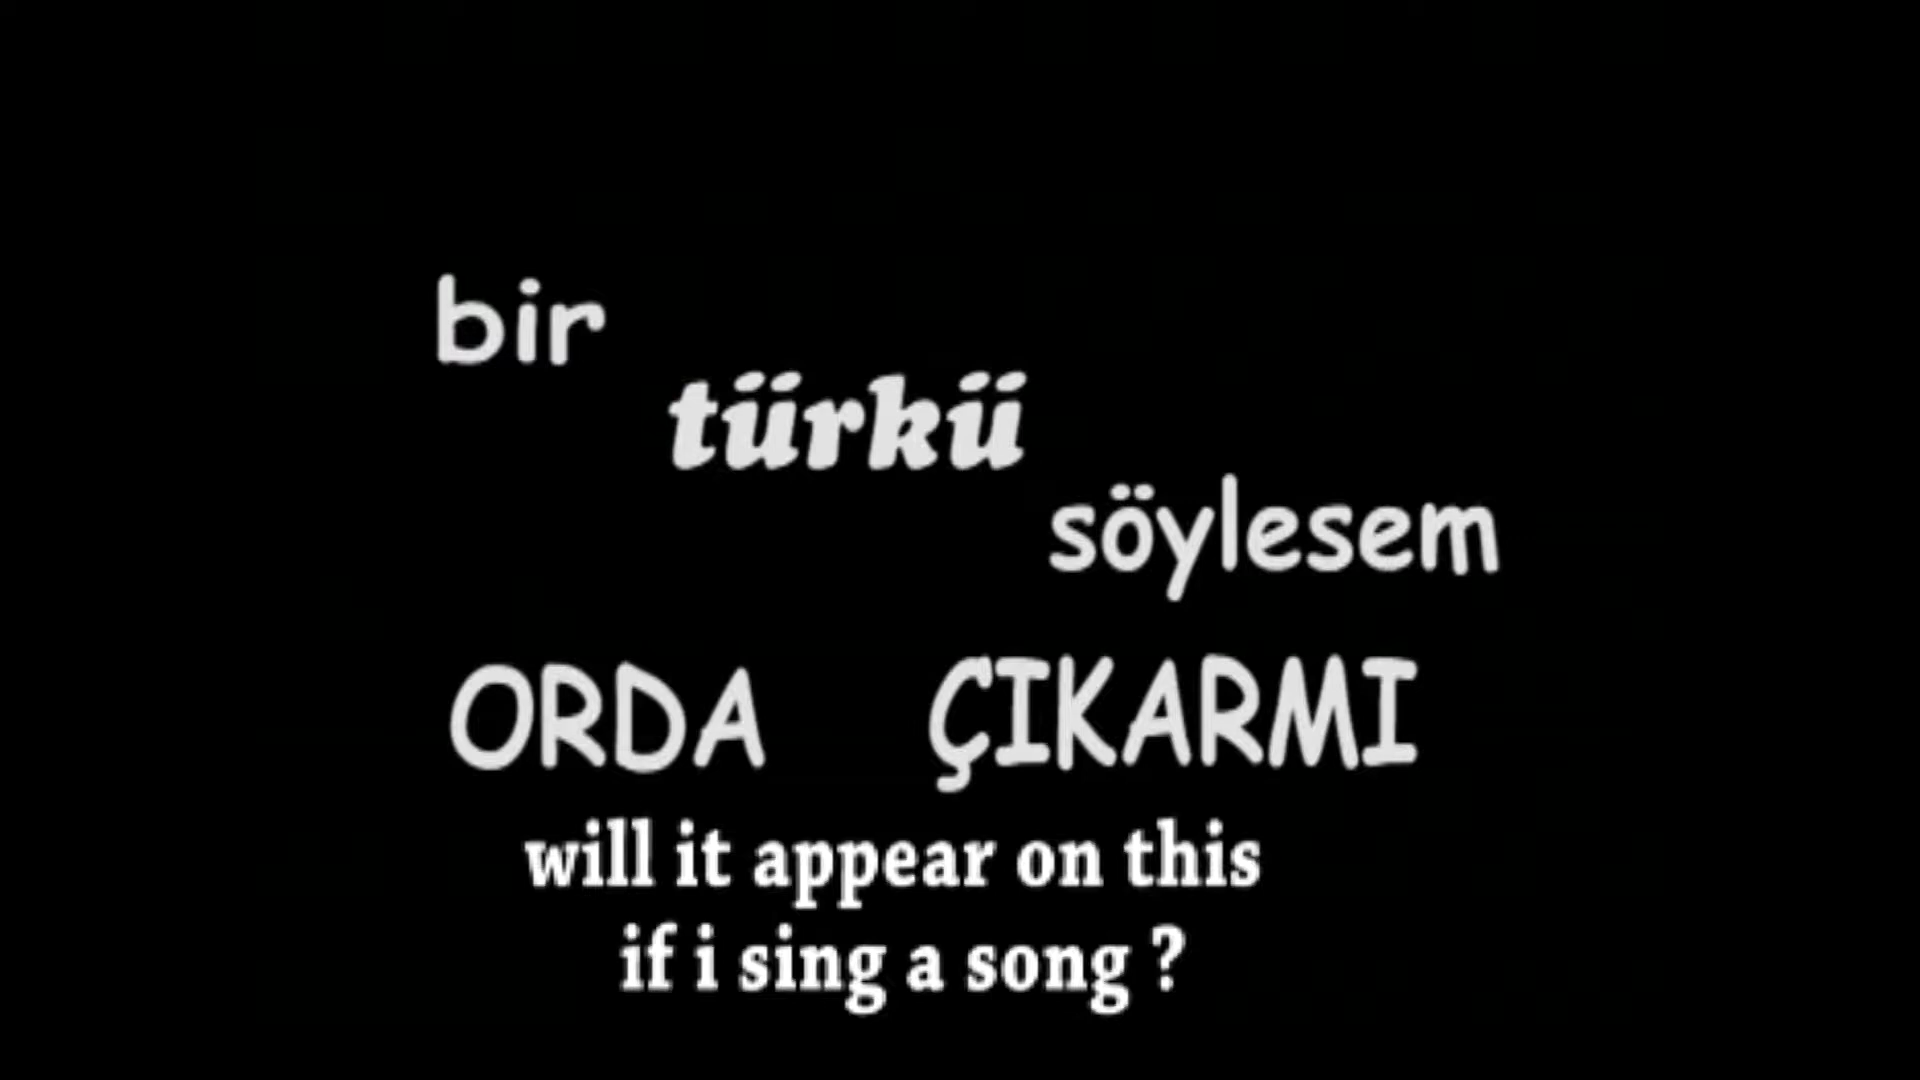 bir
türkü
söylesem
ORDA ÇIKARMI
will it appear on this
if i sing a song ?